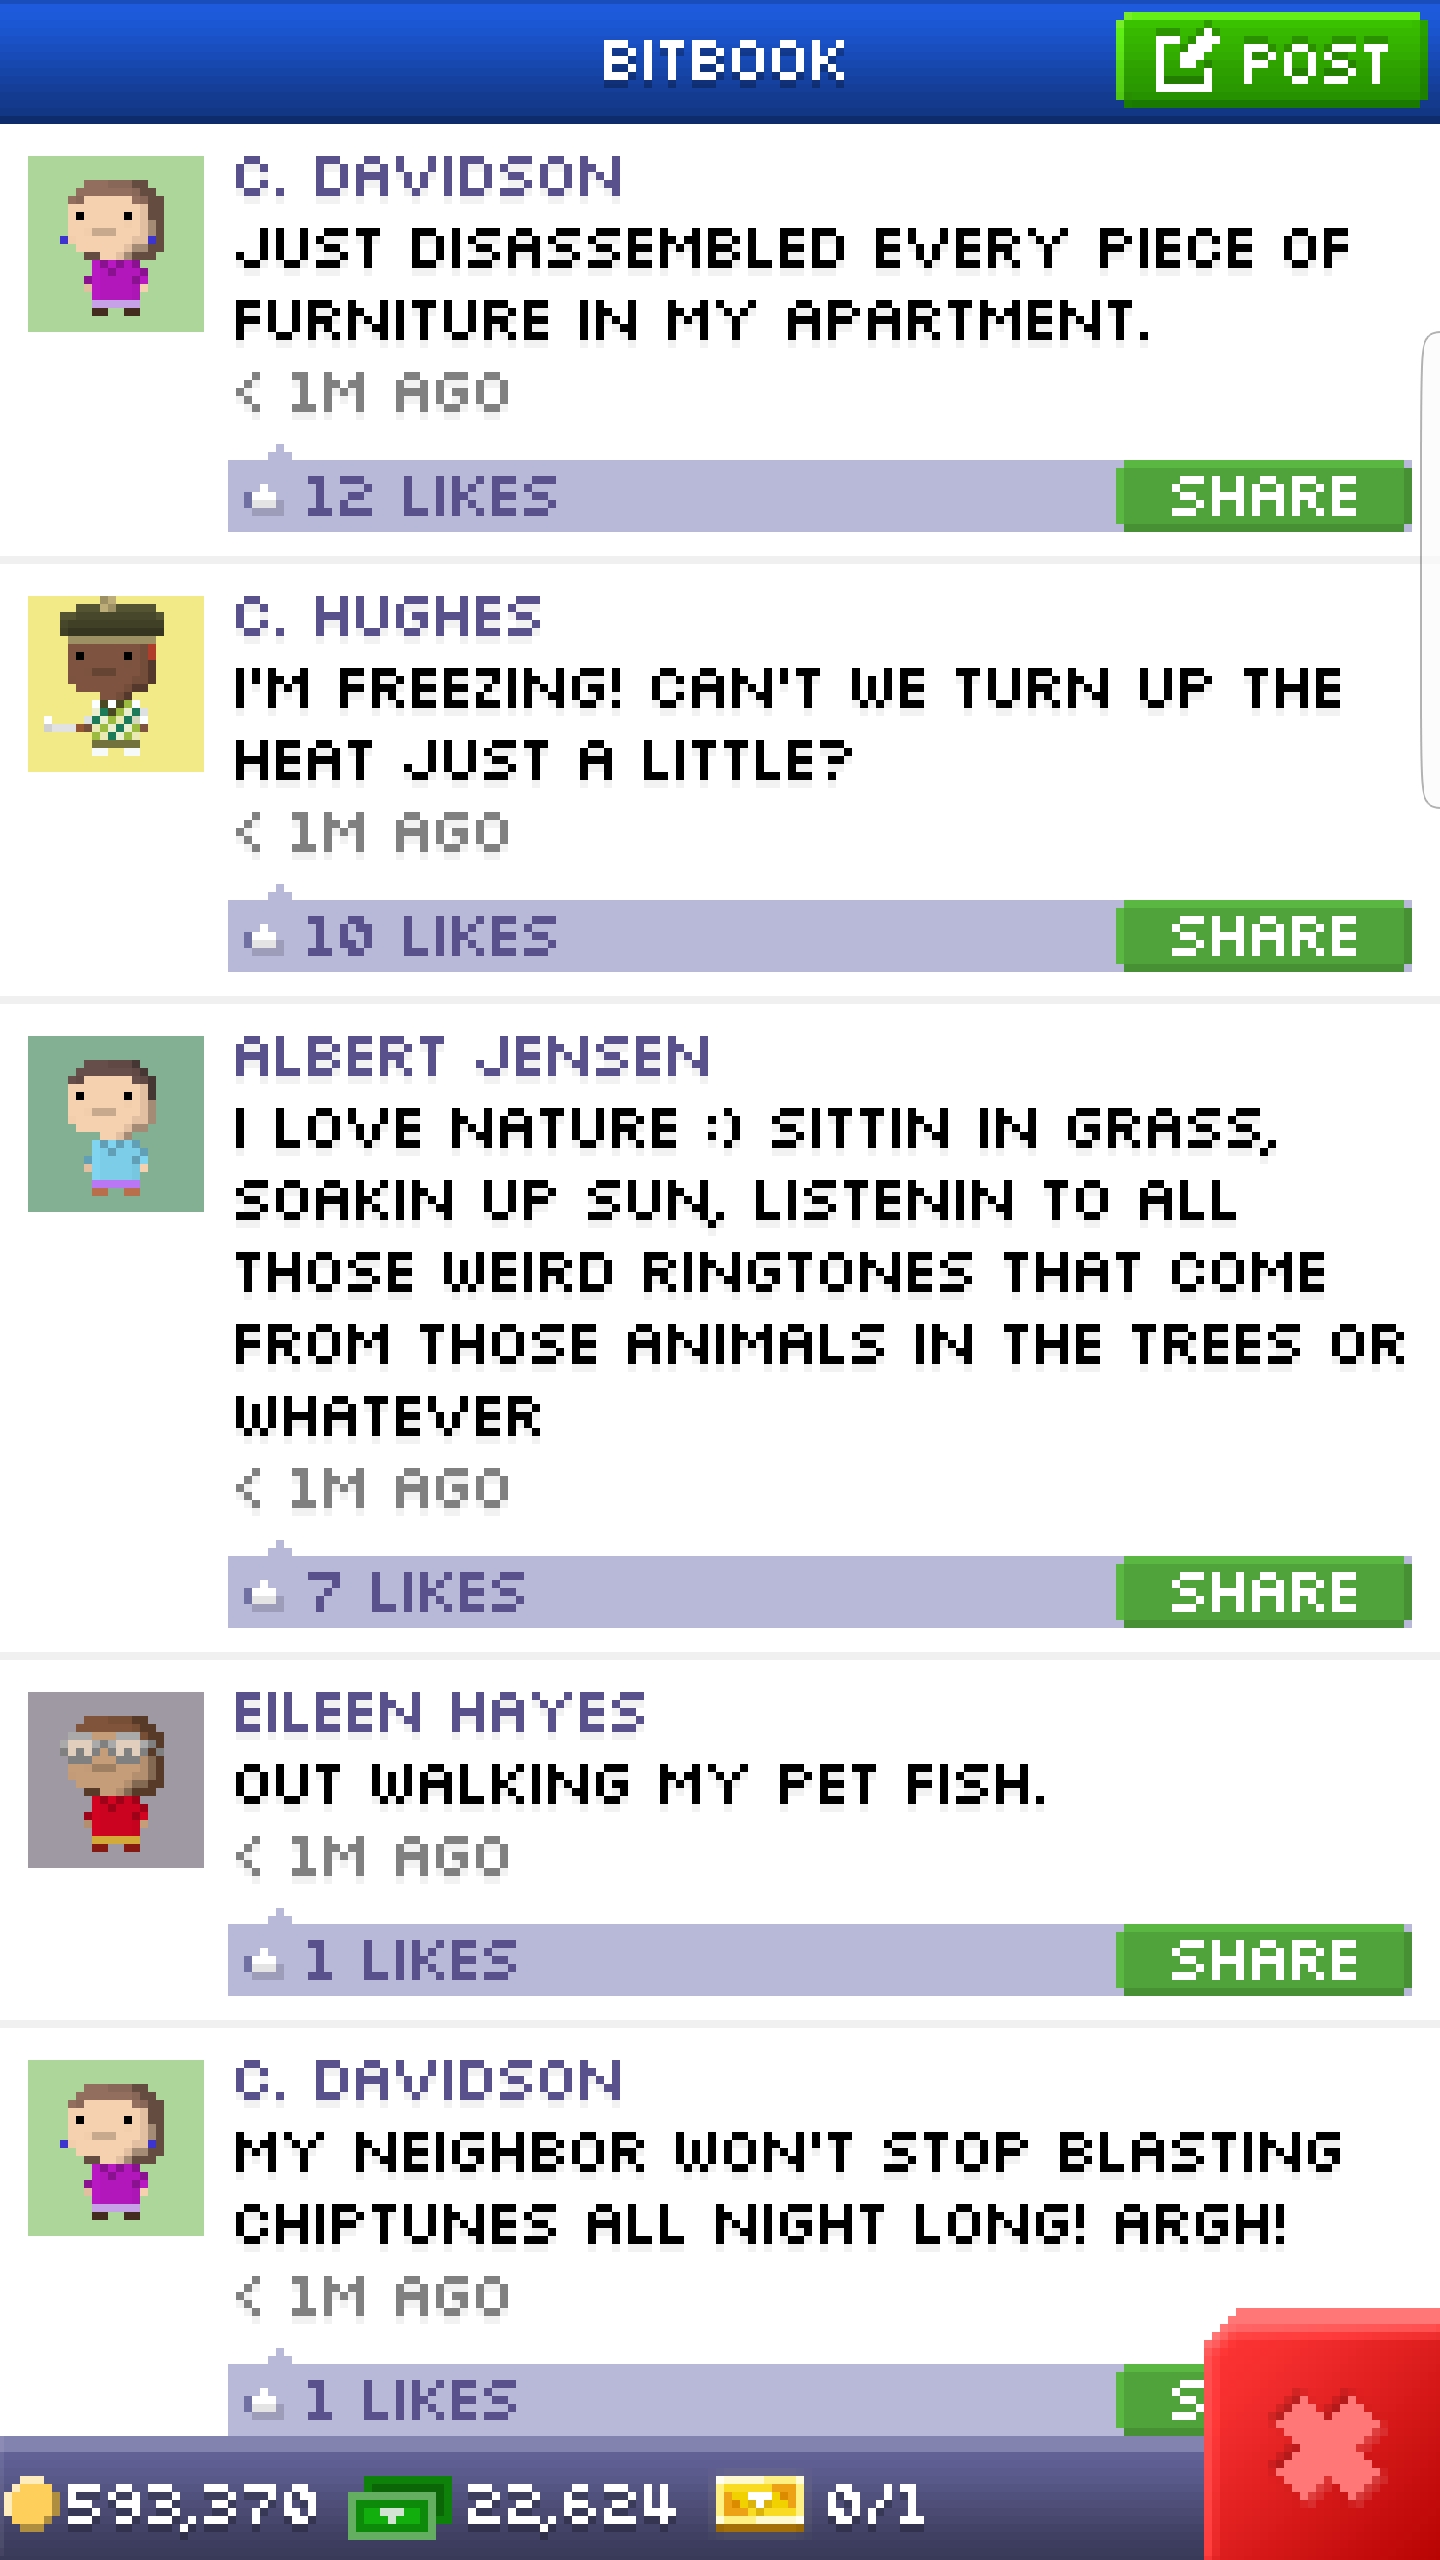 BITBOOK
POST
C. DAVIDSON
JUST DISASSEMBLED EVERY PIECE OF
FURNITURE IN MY APARTMENT.
< 1M AGO
12 LIKES
SHARE
C. HUGHES
I'M FREEZING! CAN'T WE TURN UP THE
HEAT JUST A LITTLE?
< 1M AGO
10 LIKES
SHARE
ALBERT JENSEN
I LOVE NATURE :) SITTIN IN GRASS,
SOAKIN UP SUN, LISTENIN TO ALL
THOSE WEIRD RINGTONES THAT COME
FROM THOSE ANIMALS IN THE TREES OR
WHATEVER
< 1M AGO
7 LIKES
SHARE
EILEEN HAYES
OUT WALKING MY PET FISH.
< 1M AGO
1 LIKES
SHARE
C. DAVIDSON
MY NEIGHBOR WON'T STOP BLASTING
CHIPTUNES ALL NIGHT LONG! ARGH!
< 1M AGO
1 LIKES
S
593,370
22,624
0/1